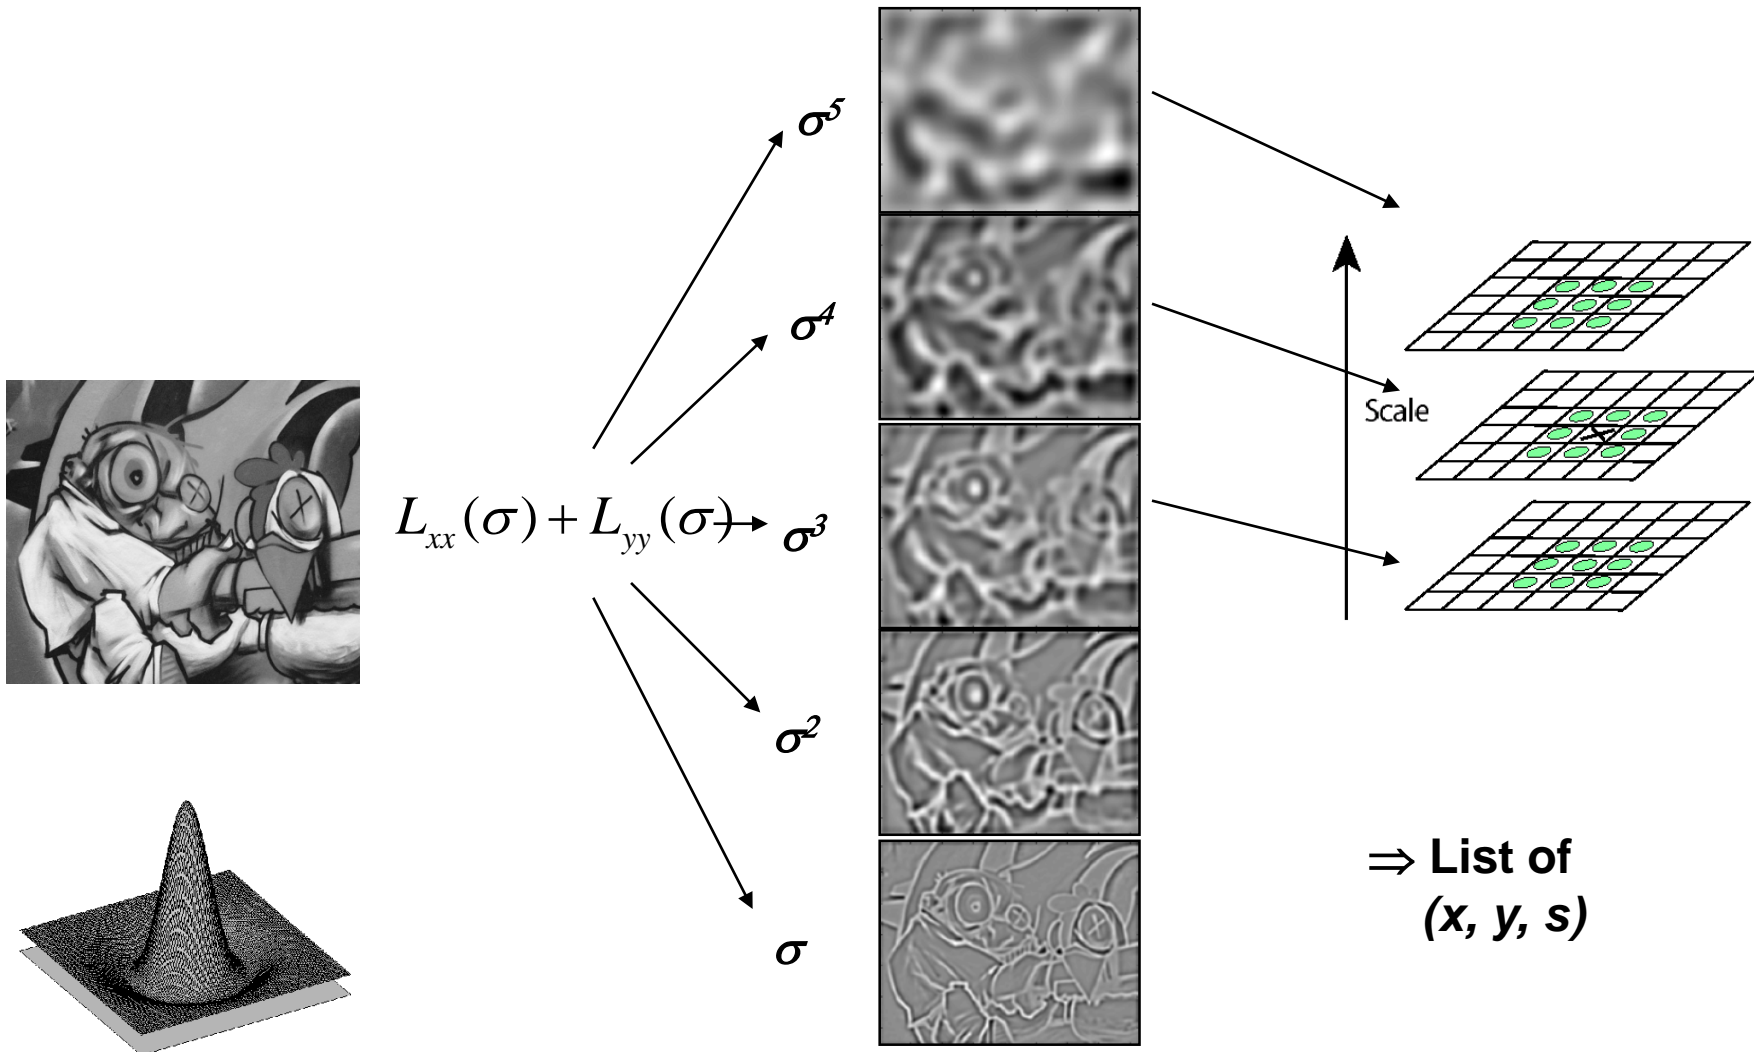 σ⁵
σ⁴
Scale
L_xx(σ) + L_yy(σ)
σ³
σ²
⇒ List of
(x, y, s)
σ